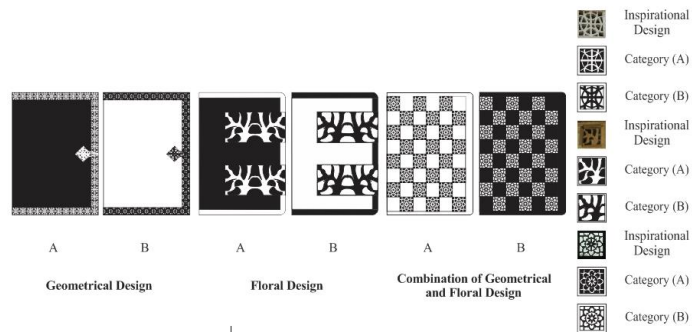 A
B
A
B
A
B
Geometrical Design
Floral Design
Combination of Geometrical
and Floral Design
Inspirational
Design
Category (A)
Category (B)
Inspirational
Design
Category (A)
Category (B)
Inspirational
Design
Category (A)
Category (B)